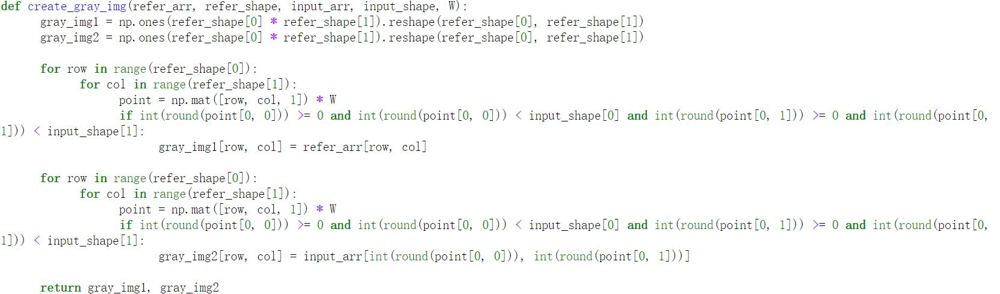 def create_gray_img(refer_arr, refer_shape, input_arr, input_shape, W):
    gray_img1 = np.ones(refer_shape[0] * refer_shape[1]).reshape(refer_shape[0], refer_shape[1])
    gray_img2 = np.ones(refer_shape[0] * refer_shape[1]).reshape(refer_shape[0], refer_shape[1])
    for row in range(refer_shape[0]):
        for col in range(refer_shape[1]):
            point = np.mat([row, col, 1]) * W
            if int(round(point[0, 0])) >= 0 and int(round(point[0, 0])) < input_shape[0] and int(round(point[0, 1])) >= 0 and int(round(point[0,
1])) < input_shape[1]:
                gray_img1[row, col] = refer_arr[row, col]
    for row in range(refer_shape[0]):
        for col in range(refer_shape[1]):
            point = np.mat([row, col, 1]) * W
            if int(round(point[0, 0])) >= 0 and int(round(point[0, 0])) < input_shape[0] and int(round(point[0, 1])) >= 0 and int(round(point[0,
1])) < input_shape[1]:
                gray_img2[row, col] = input_arr[int(round(point[0, 0])), int(round(point[0, 1]))]
    return gray_img1, gray_img2